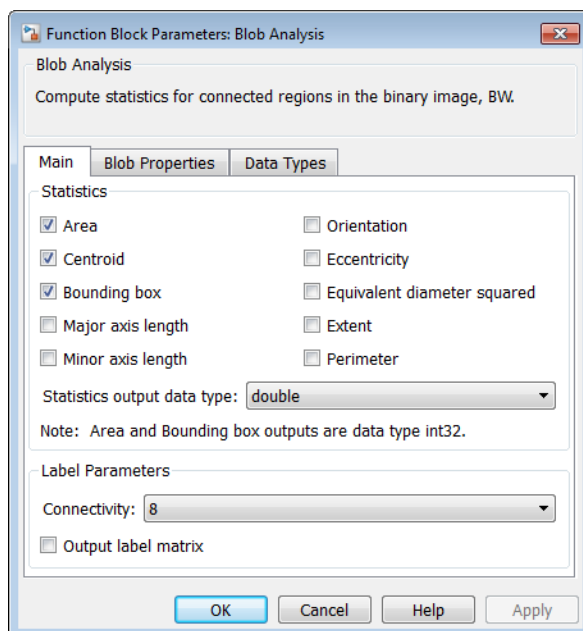 Function Block Parameters: Blob Analysis
Blob Analysis
Compute statistics for connected regions in the binary image, BW.
Main Blob Properties Data Types
Statistics
Area Orientation
Centroid Eccentricity
Bounding box Equivalent diameter squared
Major axis length Extent
Minor axis length Perimeter
Statistics output data type: double
Note: Area and Bounding box outputs are data type int32.
Label Parameters
Connectivity: 8
Output label matrix
OK Cancel Help Apply